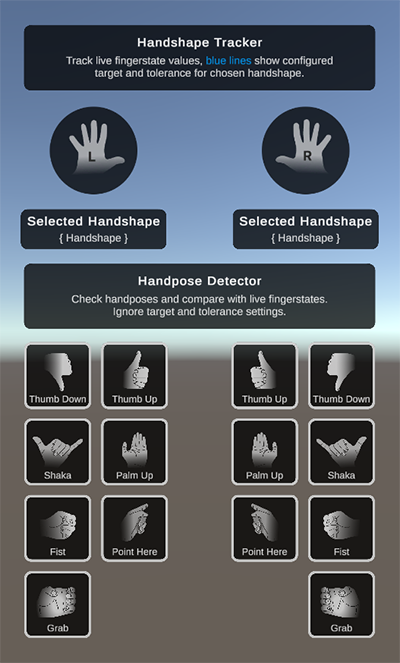 Handshape Tracker
Track live fingerstate values, blue lines show configured
target and tolerance for chosen handshape.
L
R
Selected Handshape
{ Handshape }
Selected Handshape
{ Handshape }
Handpose Detector
Check handposes and compare with live fingerstates.
Ignore target and tolerance settings.
Thumb Down
Thumb Up
Thumb Up
Thumb Down
Shaka
Palm Up
Palm Up
Shaka
Fist
Point Here
Point Here
Fist
Grab
Grab